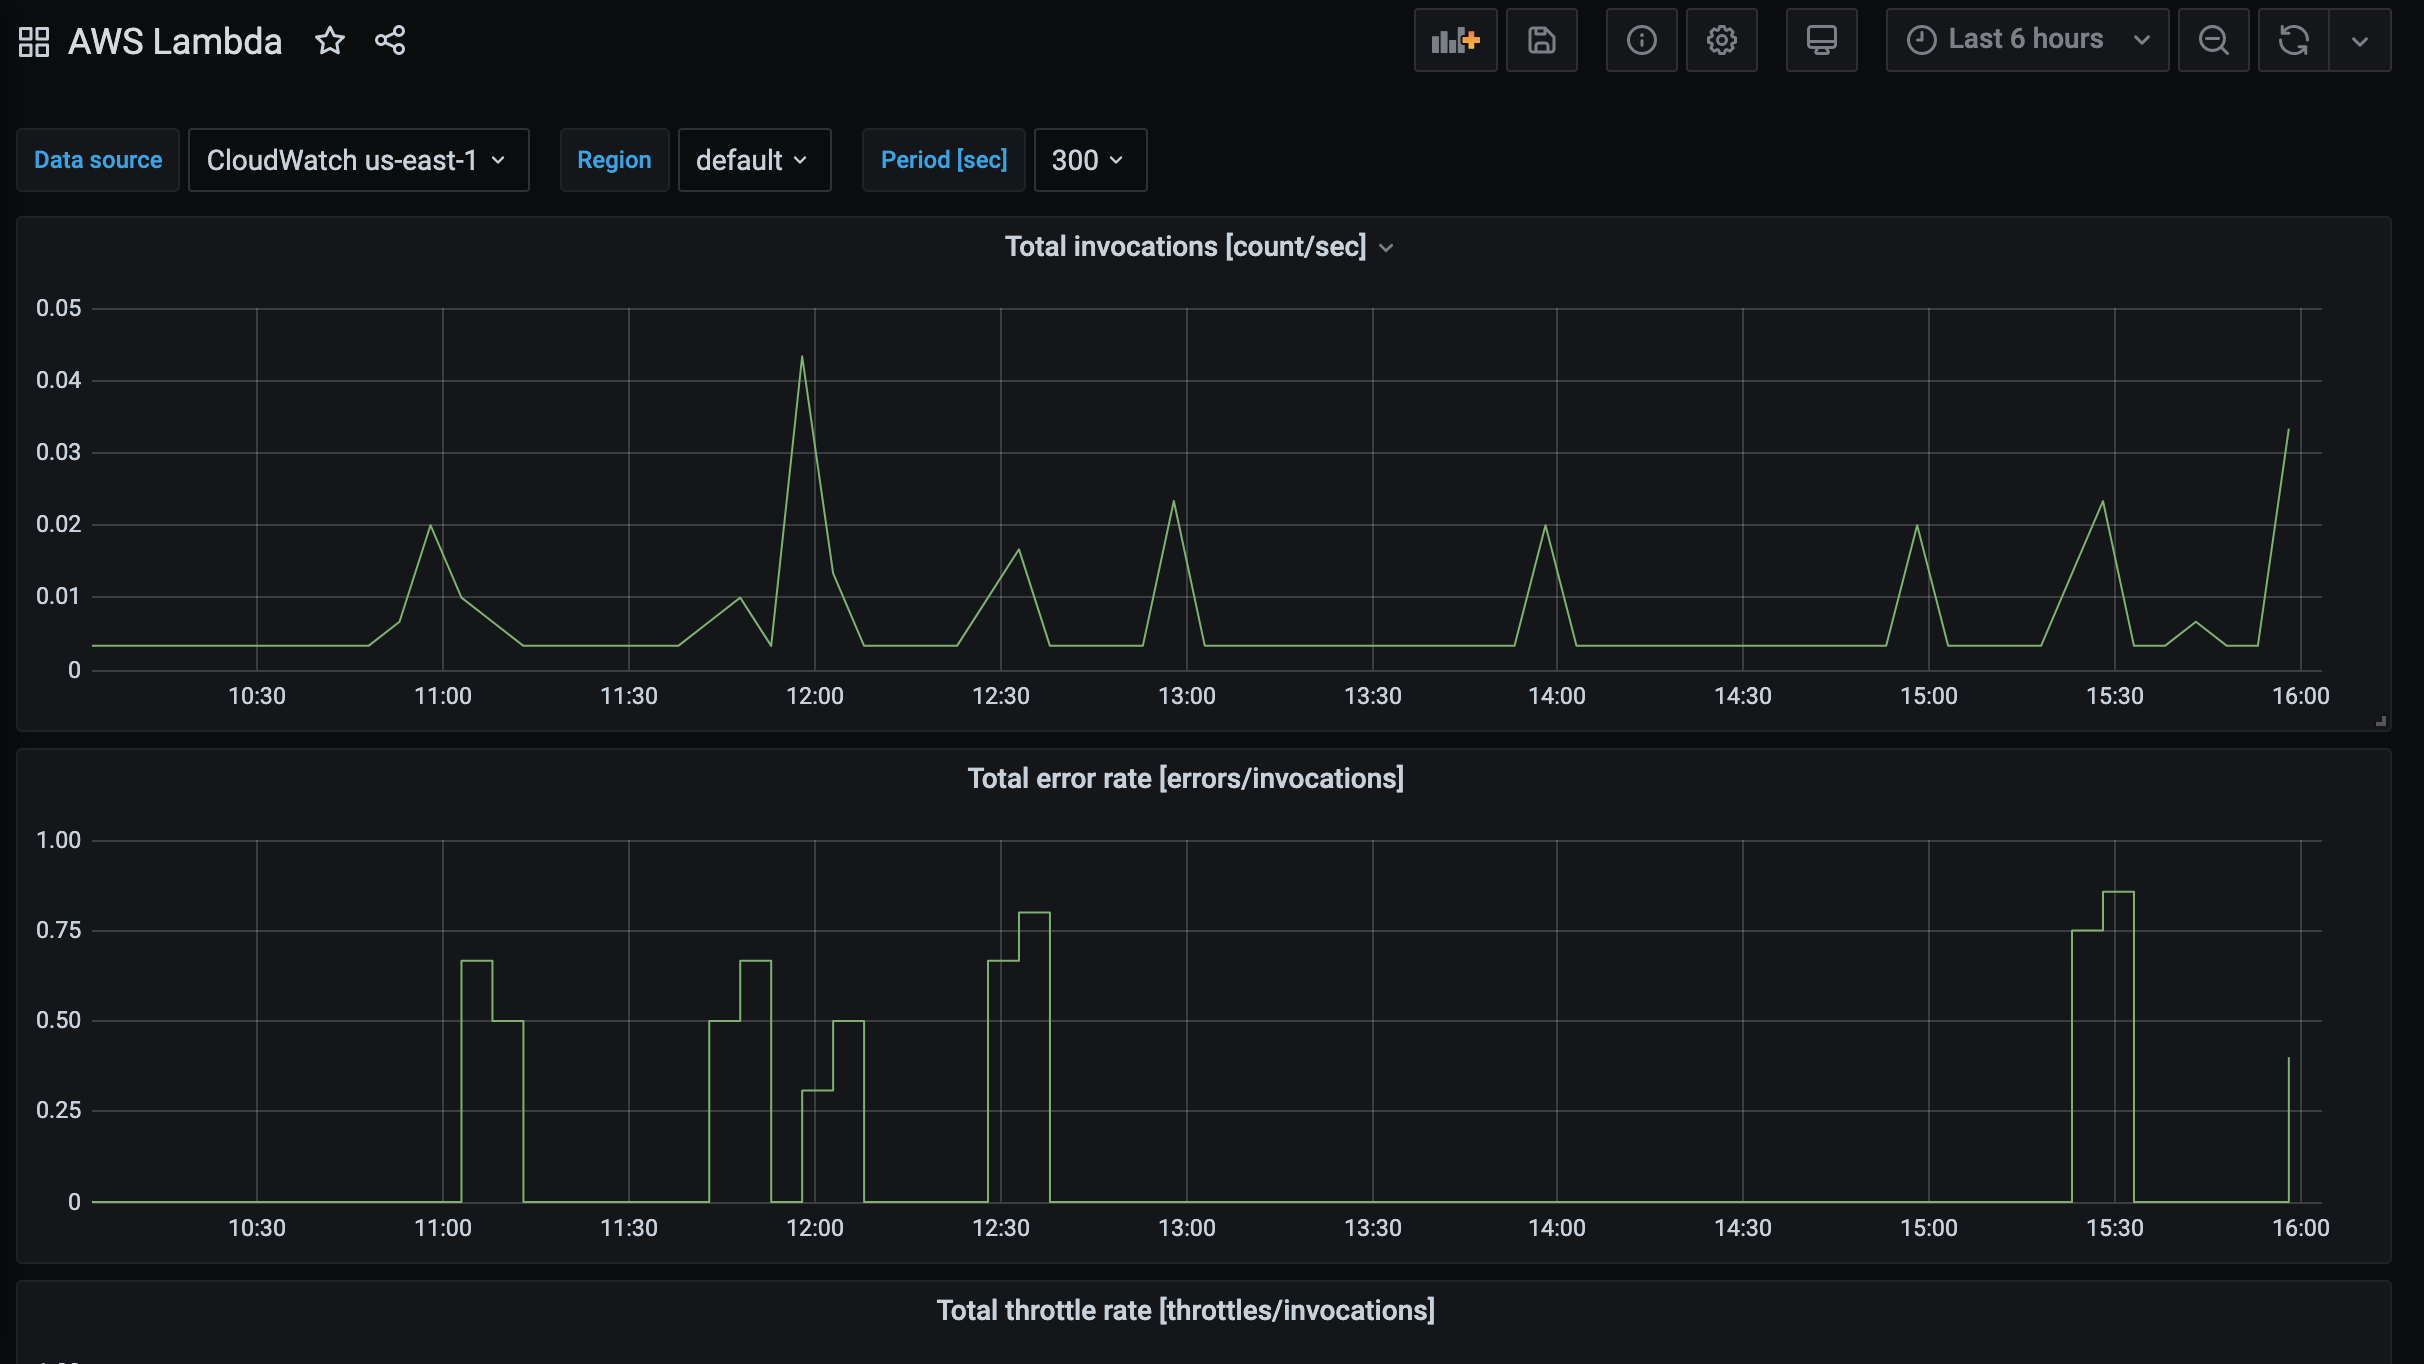 AWS Lambda
Last 6 hours
Data source CloudWatch us-east-1 Region default Period [sec] 300
Total invocations [count/sec]
0.05
0.04
0.03
0.02
0.01
0
10:30 11:00 11:30 12:00 12:30 13:00 13:30 14:00 14:30 15:00 15:30 16:00
Total error rate [errors/invocations]
1.00
0.75
0.50
0.25
0
10:30 11:00 11:30 12:00 12:30 13:00 13:30 14:00 14:30 15:00 15:30 16:00
Total throttle rate [throttles/invocations]